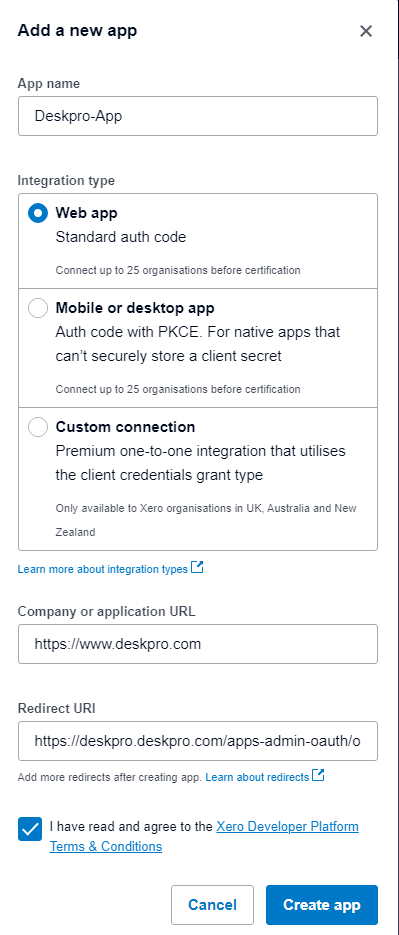 Add a new app
App name
Deskpro-App
Integration type
Web app
Standard auth code
Connect up to 25 organisations before certification
Mobile or desktop app
Auth code with PKCE. For native apps that
can't securely store a client secret
Connect up to 25 organisations before certification
Custom connection
Premium one-to-one integration that utilises
the client credentials grant type
Only available to Xero organisations in UK, Australia and New
Zealand
Learn more about integration types
Company or application URL
https://www.deskpro.com
Redirect URI
https://deskpro.deskpro.com/apps-admin-oauth/o
Add more redirects after creating app. Learn about redirects
I have read and agree to the Xero Developer Platform
Terms & Conditions
Cancel Create app